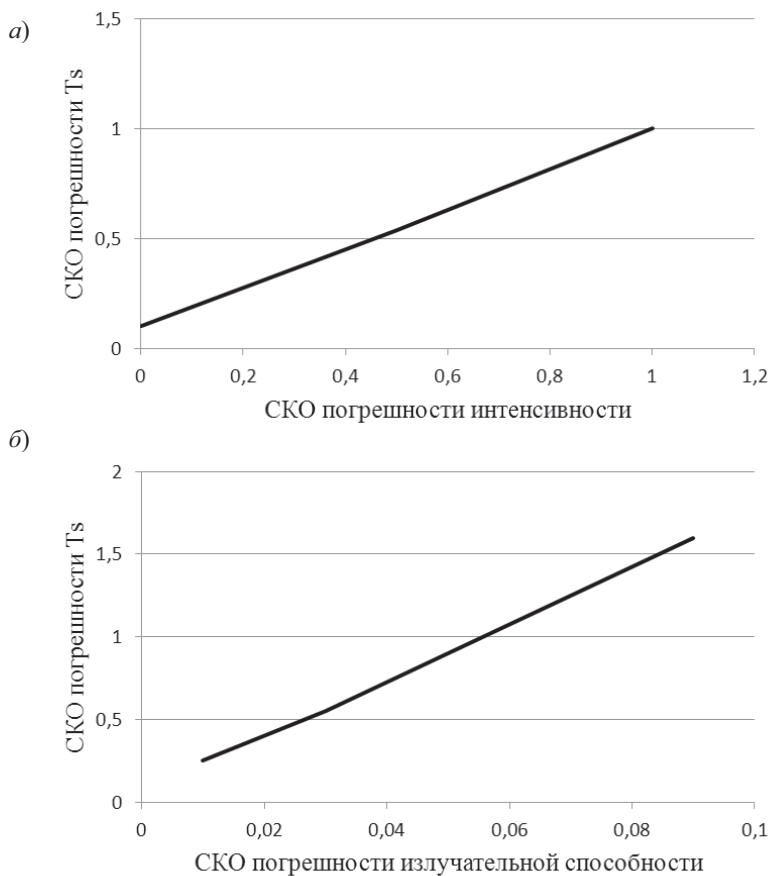 а)
СКО погрешности Ts
1,5
1
0,5
0
0 0,2 0,4 0,6 0,8 1 1,2
СКО погрешности интенсивности
б)
СКО погрешности Ts
2
1,5
1
0,5
0
0 0,02 0,04 0,06 0,08 0,1
СКО погрешности излучательной способности